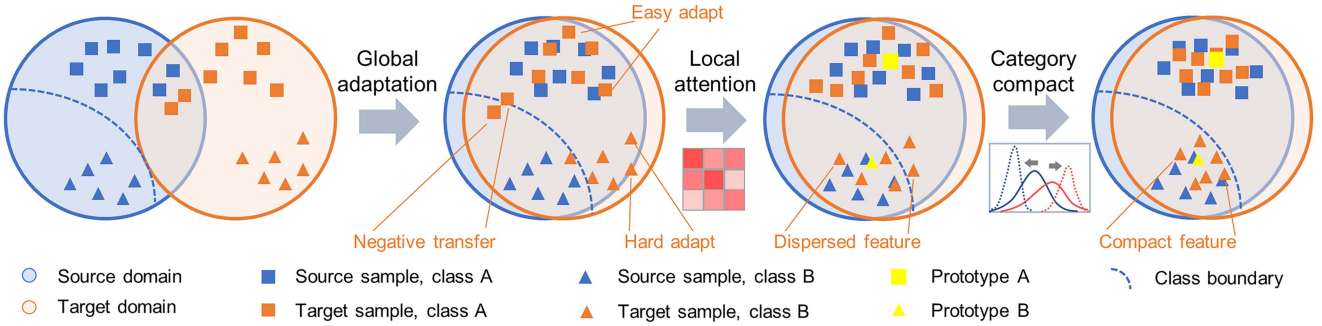 Global
adaptation
Easy adapt
Negative transfer
Hard adapt
Local
attention
Dispersed feature
Category
compact
Compact feature
Source domain
Source sample, class A
Source sample, class B
Prototype A
Class boundary
Target domain
Target sample, class A
Target sample, class B
Prototype B